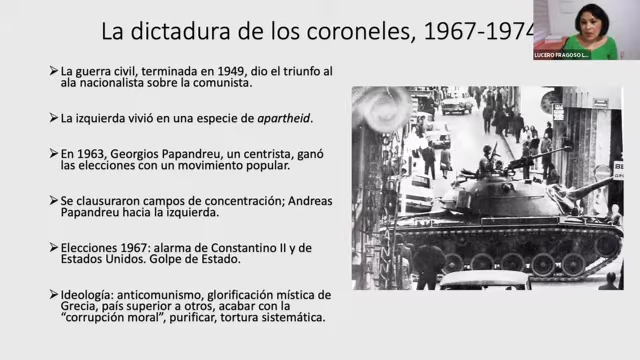 La dictadura de los coroneles, 1967-1974
LUCERO FRAGOSO L...
➢La guerra civil, terminada en 1949, dio el triunfo al
ala nacionalista sobre la comunista.
➢La izquierda vivió en una especie de apartheid.
➢En 1963, Georgios Papandreu, un centrista, ganó
las elecciones con un movimiento popular.
➢Se clausuraron campos de concentración; Andreas
Papandreu hacia la izquierda.
➢Elecciones 1967: alarma de Constantino II y de
Estados Unidos. Golpe de Estado.
➢Ideología: anticomunismo, glorificación mística de
Grecia, país superior a otros, acabar con la
“corrupción moral”, purificar, tortura sistemática.